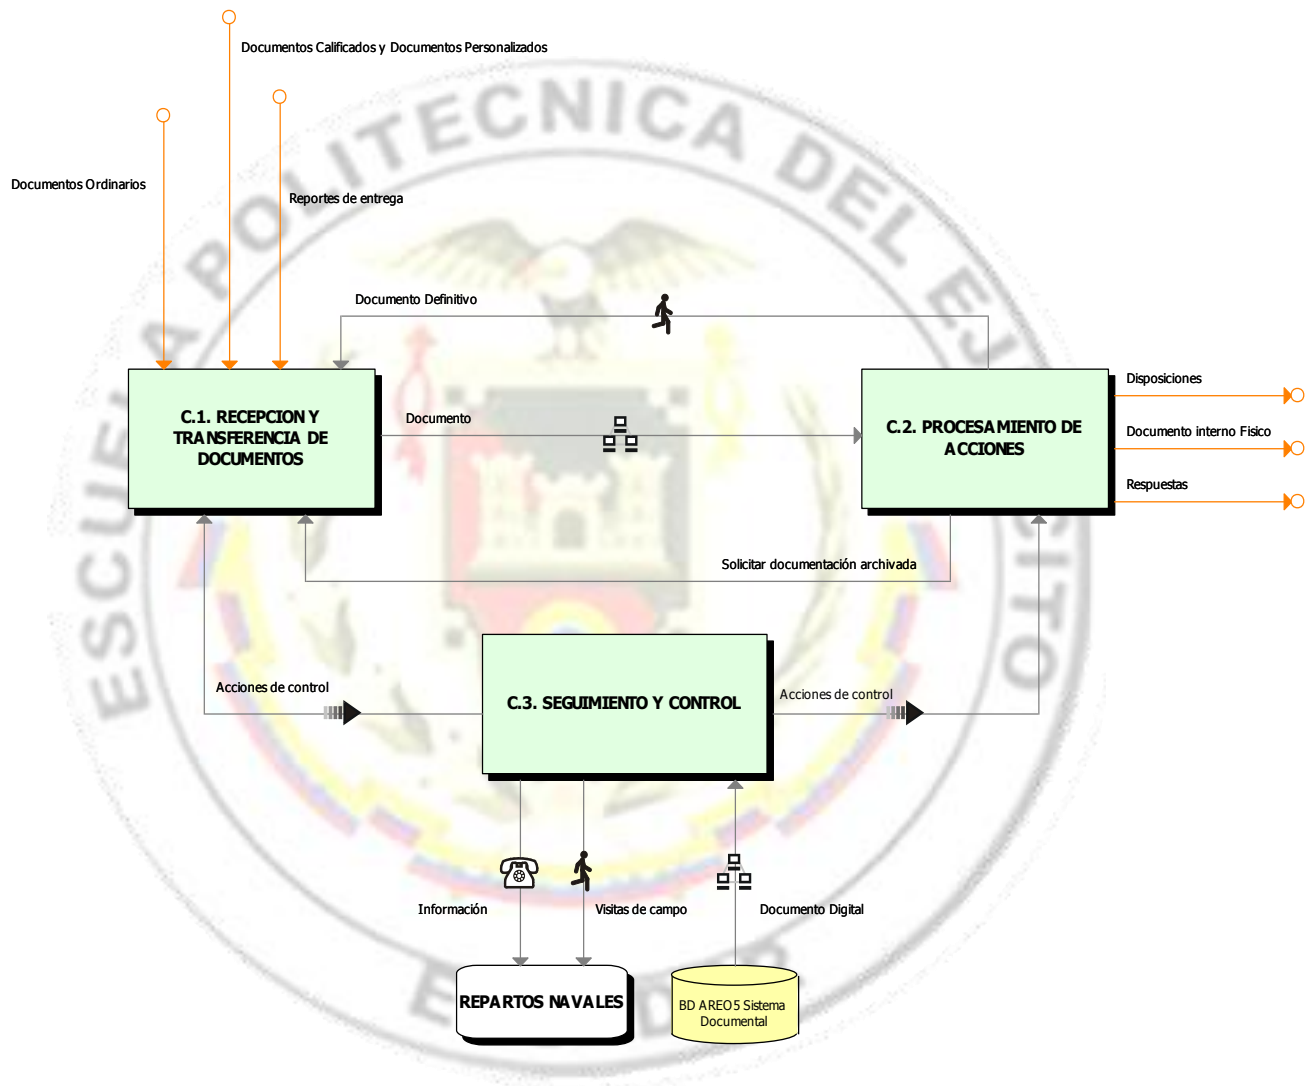 Documentos Calificados y Documentos Personalizados
Documentos Ordinarios
Reportes de entrega
Documento Definitivo
C.1. RECEPCION Y
TRANSFERENCIA DE
DOCUMENTOS
Documento
C.2. PROCESAMIENTO DE
ACCIONES
Disposiciones
Documento interno Fisico
Respuestas
Solicitar documentación archivada
Acciones de control
C.3. SEGUIMIENTO Y CONTROL
Acciones de control
Información
Visitas de campo
Documento Digital
REPARTOS NAVALES
BD AREO5 Sistema
Documental
ESCUELA POLITECNICA DEL EJERCITO